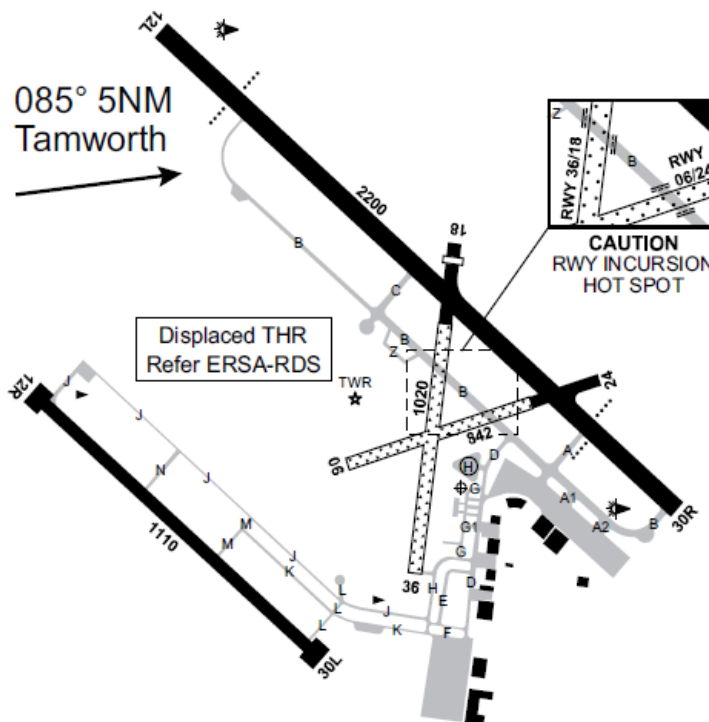 12L
085° 5NM
Tamworth
2200
B
C
18
Z
B
RWY 36/18
RWY
06/24
CAUTION
RWY INCURSION
HOT SPOT
Displaced THR
Refer ERSA-RDS
B
Z
TWR
1020
B
24
842
06
D
A
H
G
A1
A2
B
30R
G1
G
D
36
H
E
F
12R
J
J
N
J
M
M
J
K
1110
L
L
L
J
K
30L